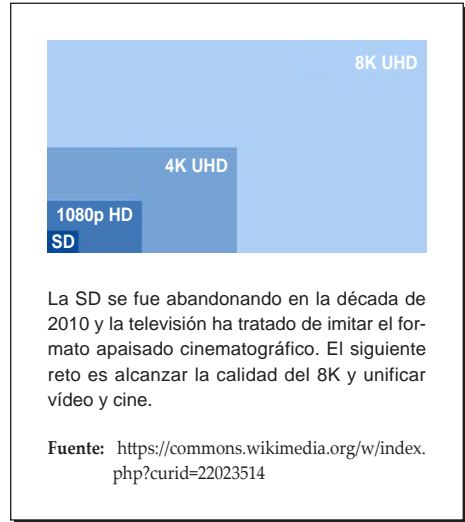 8K UHD
4K UHD
1080p HD
SD
La SD se fue abandonando en la década de
2010 y la televisión ha tratado de imitar el for-
mato apaisado cinematográfico. El siguiente
reto es alcanzar la calidad del 8K y unificar
vídeo y cine.
Fuente: https://commons.wikimedia.org/w/index.
php?curid=22023514